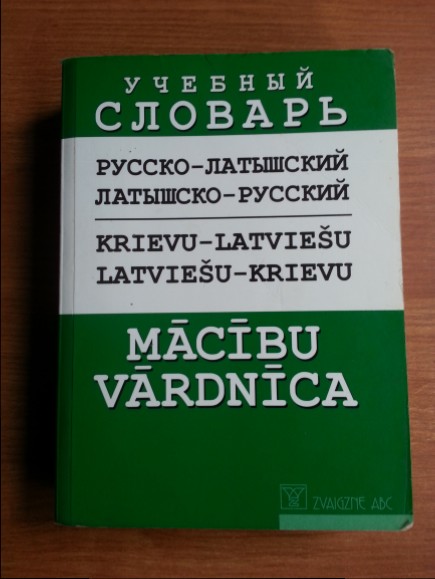 УЧЕБНЫЙ
СЛОВАРЬ
РУССКО-ЛАТЫШСКИЙ
ЛАТЫШСКО-РУССКИЙ
KRIEVU-LATVIEŠU
LATVIEŠU-KRIEVU
MĀCĪBU
VĀRDNĪCA
ZVAIGZNE ABC